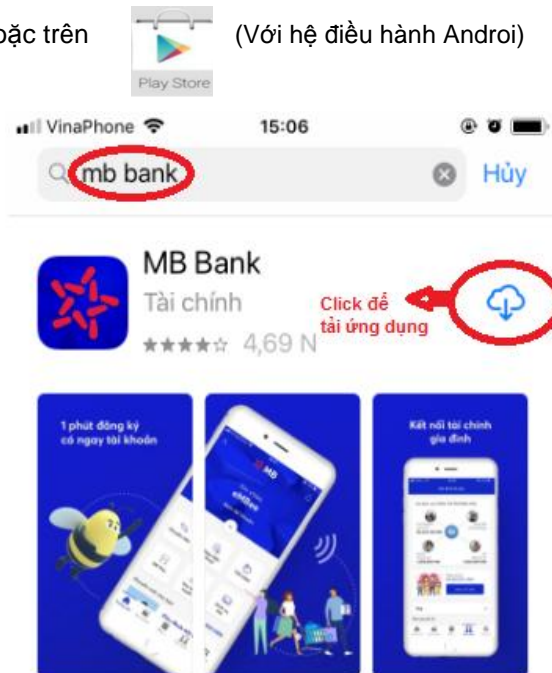 oặc trên
(Với hệ điều hành Androi)
Play Store
VinaPhone
15:06
mb bank
Hủy
MB Bank
Tài chính
Click để
tải ứng dụng
4,69 N
1 phút đăng ký
có ngay tài khoản
MB
eMBee
Kết nối tài chính
gia đình